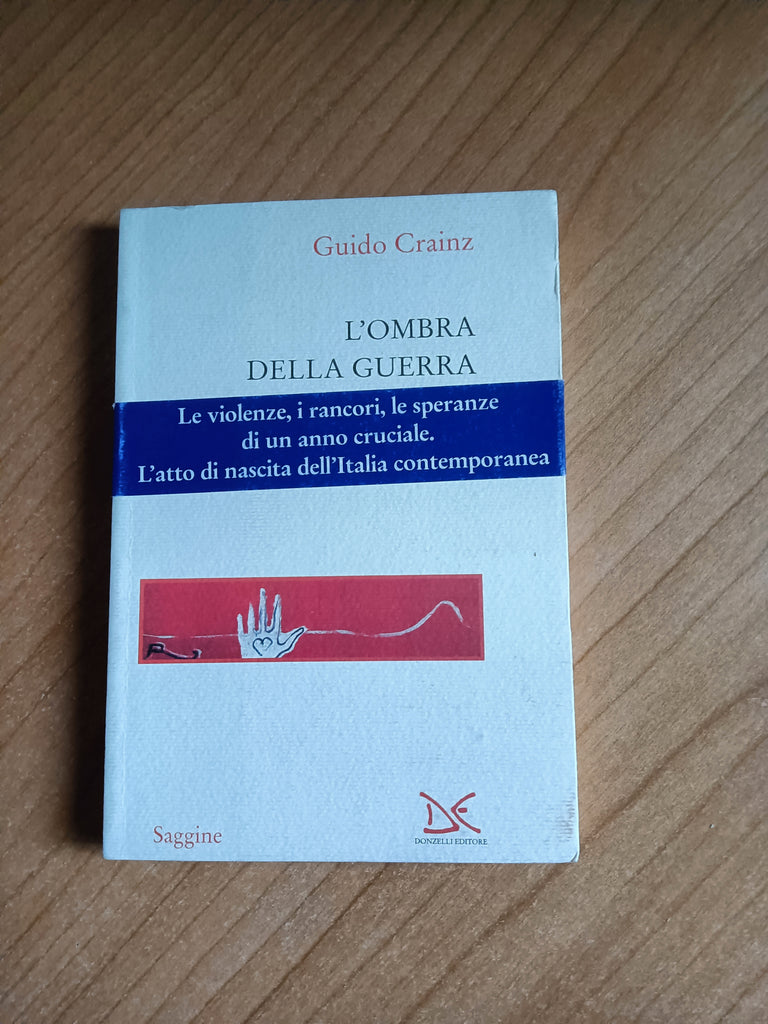 Guido Crainz
L'OMBRA
DELLA GUERRA
Le violenze, i rancori, le speranze
di un anno cruciale.
L'atto di nascita dell'Italia contemporanea
Saggine
DE
DONZELLI EDITORE